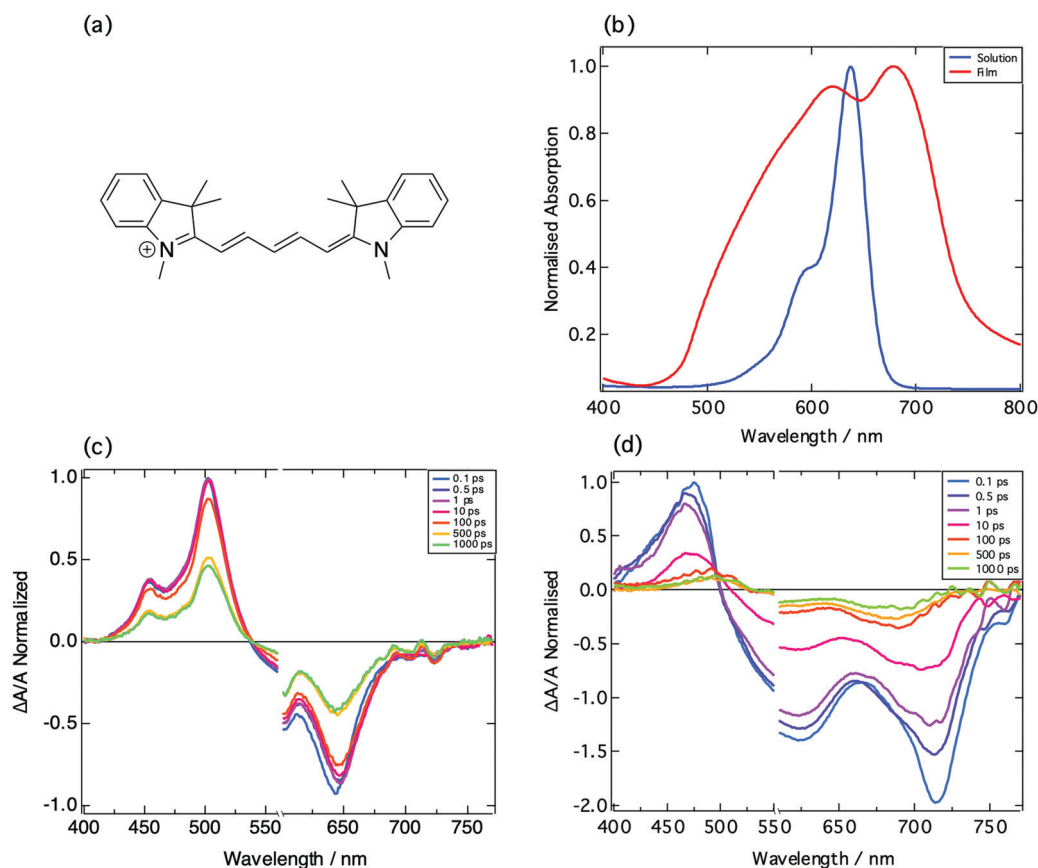 (a)
N
+
N
(b)
Solution
Film
1.0
0.8
0.6
0.4
0.2
Normalised Absorption
400
500
600
700
800
Wavelength / nm
(c)
1.0
0.5
0.0
-0.5
-1.0
ΔA/A Normalized
0.1 ps
0.5 ps
1 ps
10 ps
100 ps
500 ps
1000 ps
400
450
500
550
650
700
750
Wavelength / nm
(d)
1.0
0.5
0.0
-0.5
-1.0
-1.5
-2.0
ΔA/A Normalised
0.1 ps
0.5 ps
1 ps
10 ps
100 ps
500 ps
1000 ps
400
450
500
550
650
700
750
Wavelength / nm